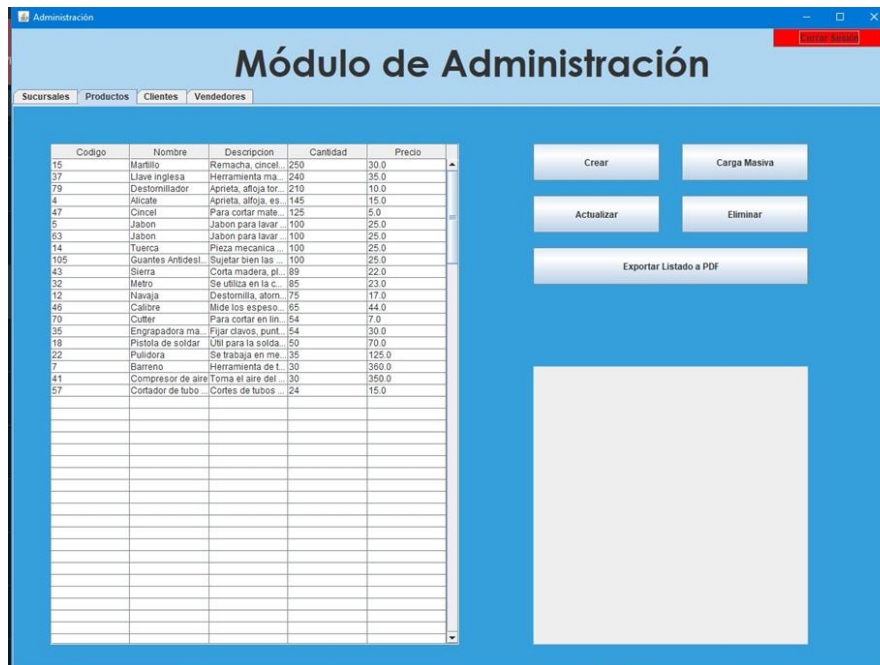 Administración
Cerrar Sesión
Módulo de Administración
Sucursales Productos Clientes Vendedores
Codigo Nombre Descripcion Cantidad Precio
15 Martillo Remacha, cincel... 250 30.0
37 Llave inglesa Herramienta ma... 240 35.0
79 Destornillador Aprieta, afloja tor... 210 10.0
4 Alicate Aprieta, alfoja, es... 145 15.0
47 Cincel Para cortar mate... 125 5.0
5 Jabon Jabon para lavar ... 100 25.0
63 Jabon Jabon para lavar ... 100 25.0
14 Tuerca Pieza mecanica ... 100 25.0
105 Guantes Antidesl... Sujetar bien las ... 100 25.0
43 Sierra Corta madera, pl... 89 22.0
32 Metro Se utiliza en la c... 85 23.0
12 Navaja Destornilla, atorn... 75 17.0
46 Calibre Mide los espeso... 65 44.0
70 Cutter Para cortar en lin... 54 7.0
35 Engrapadora ma... Fijar clavos, punt... 54 30.0
18 Pistola de soldar Útil para la solda... 50 70.0
22 Pulidora Se trabaja en me... 35 125.0
7 Barreno Herramienta de t... 30 360.0
41 Compresor de aire Toma el aire del ... 30 350.0
57 Cortador de tubo ... Cortes de tubos ... 24 15.0
Crear Carga Masiva
Actualizar Eliminar
Exportar Listado a PDF